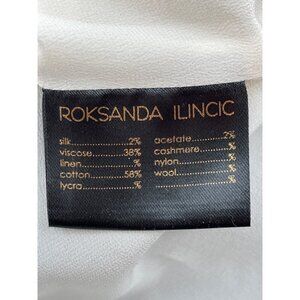 ROKSANDA ILINCIC
silk..............2%
viscose........38%
linen.............%
cotton.........58%
lycra.............%
acetate.........2%
cashmere.......%
nylon............%
wool.............%
....................%